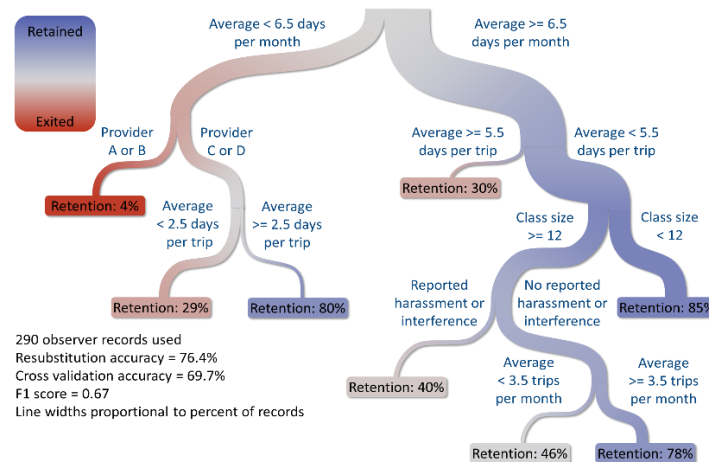 Retained
Exited
Average < 6.5 days
per month
Average >= 6.5
days per month
Provider
A or B
Provider
C or D
Average >= 5.5
days per trip
Average < 5.5
days per trip
Retention: 4%
Retention: 30%
Average
< 2.5 days
per trip
Average
>= 2.5 days
per trip
Class size
>= 12
Class size
< 12
Retention: 29%
Retention: 80%
Reported
harassment or
interference
No reported
harassment or
interference
Retention: 85%
290 observer records used
Resubstitution accuracy = 76.4%
Cross validation accuracy = 69.7%
F1 score = 0.67
Line widths proportional to percent of records
Retention: 40%
Average
< 3.5 trips
per month
Average
>= 3.5 trips
per month
Retention: 46%
Retention: 78%